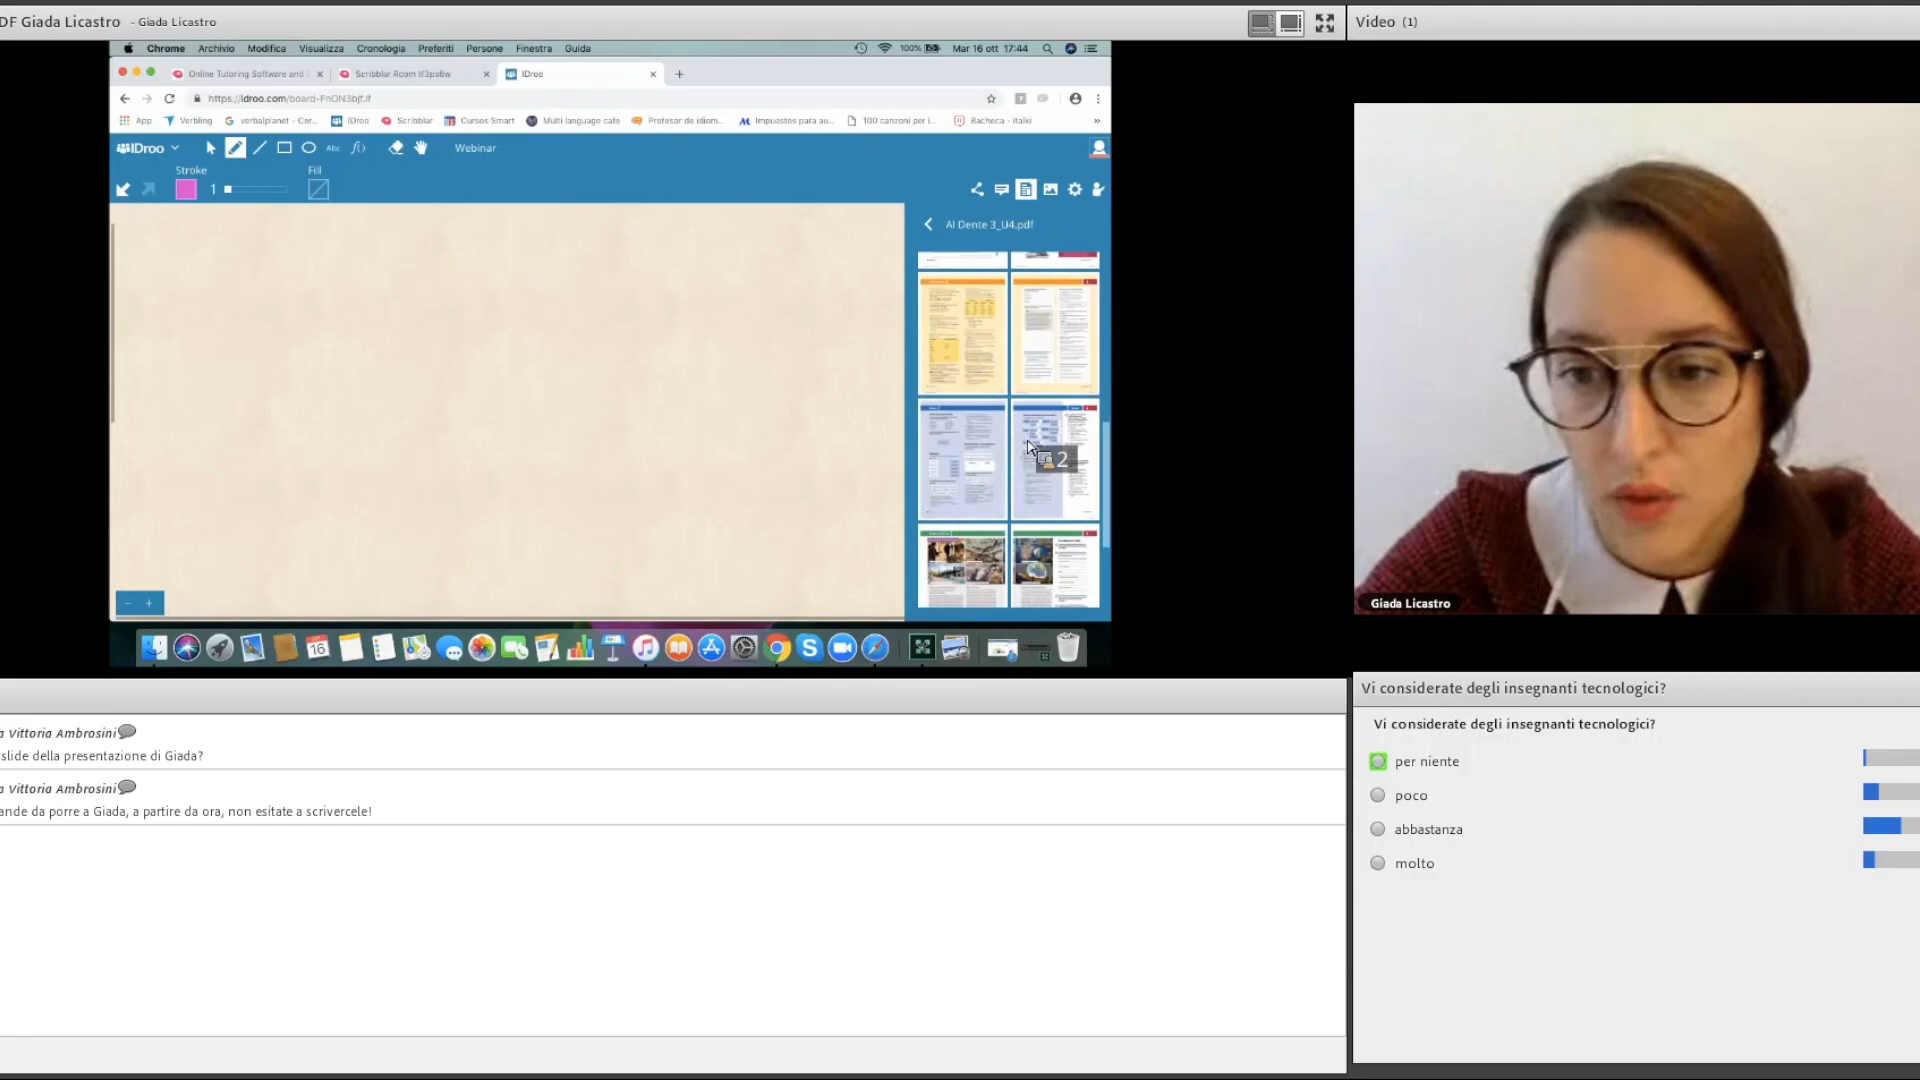 DF Giada Licastro - Giada Licastro
Video (1)
Chrome Archivio Modifica Visualizza Cronologia Preferiti Persone Finestra Guida 100% Mar 16 ott 17:44
Online Tutoring Software and
Scribblar Room tf3ps6w
IDroo
https://idroo.com/board-FnON3bjfJf
App Verbling verbalplanet - Cer... IDroo Scribblar Cursos Smart Multi language cafe Profesor de idiom... Impuestos para au... 100 canzoni per i... Bacheca - italki »
IDroo Abc f() Webinar
Stroke Fill
1
Al Dente 3_U4.pdf
2
16
Giada Licastro
a Vittoria Ambrosini
slide della presentazione di Giada?
a Vittoria Ambrosini
ande da porre a Giada, a partire da ora, non esitate a scrivercele!
Vi considerate degli insegnanti tecnologici?
Vi considerate degli insegnanti tecnologici?
per niente
poco
abbastanza
molto